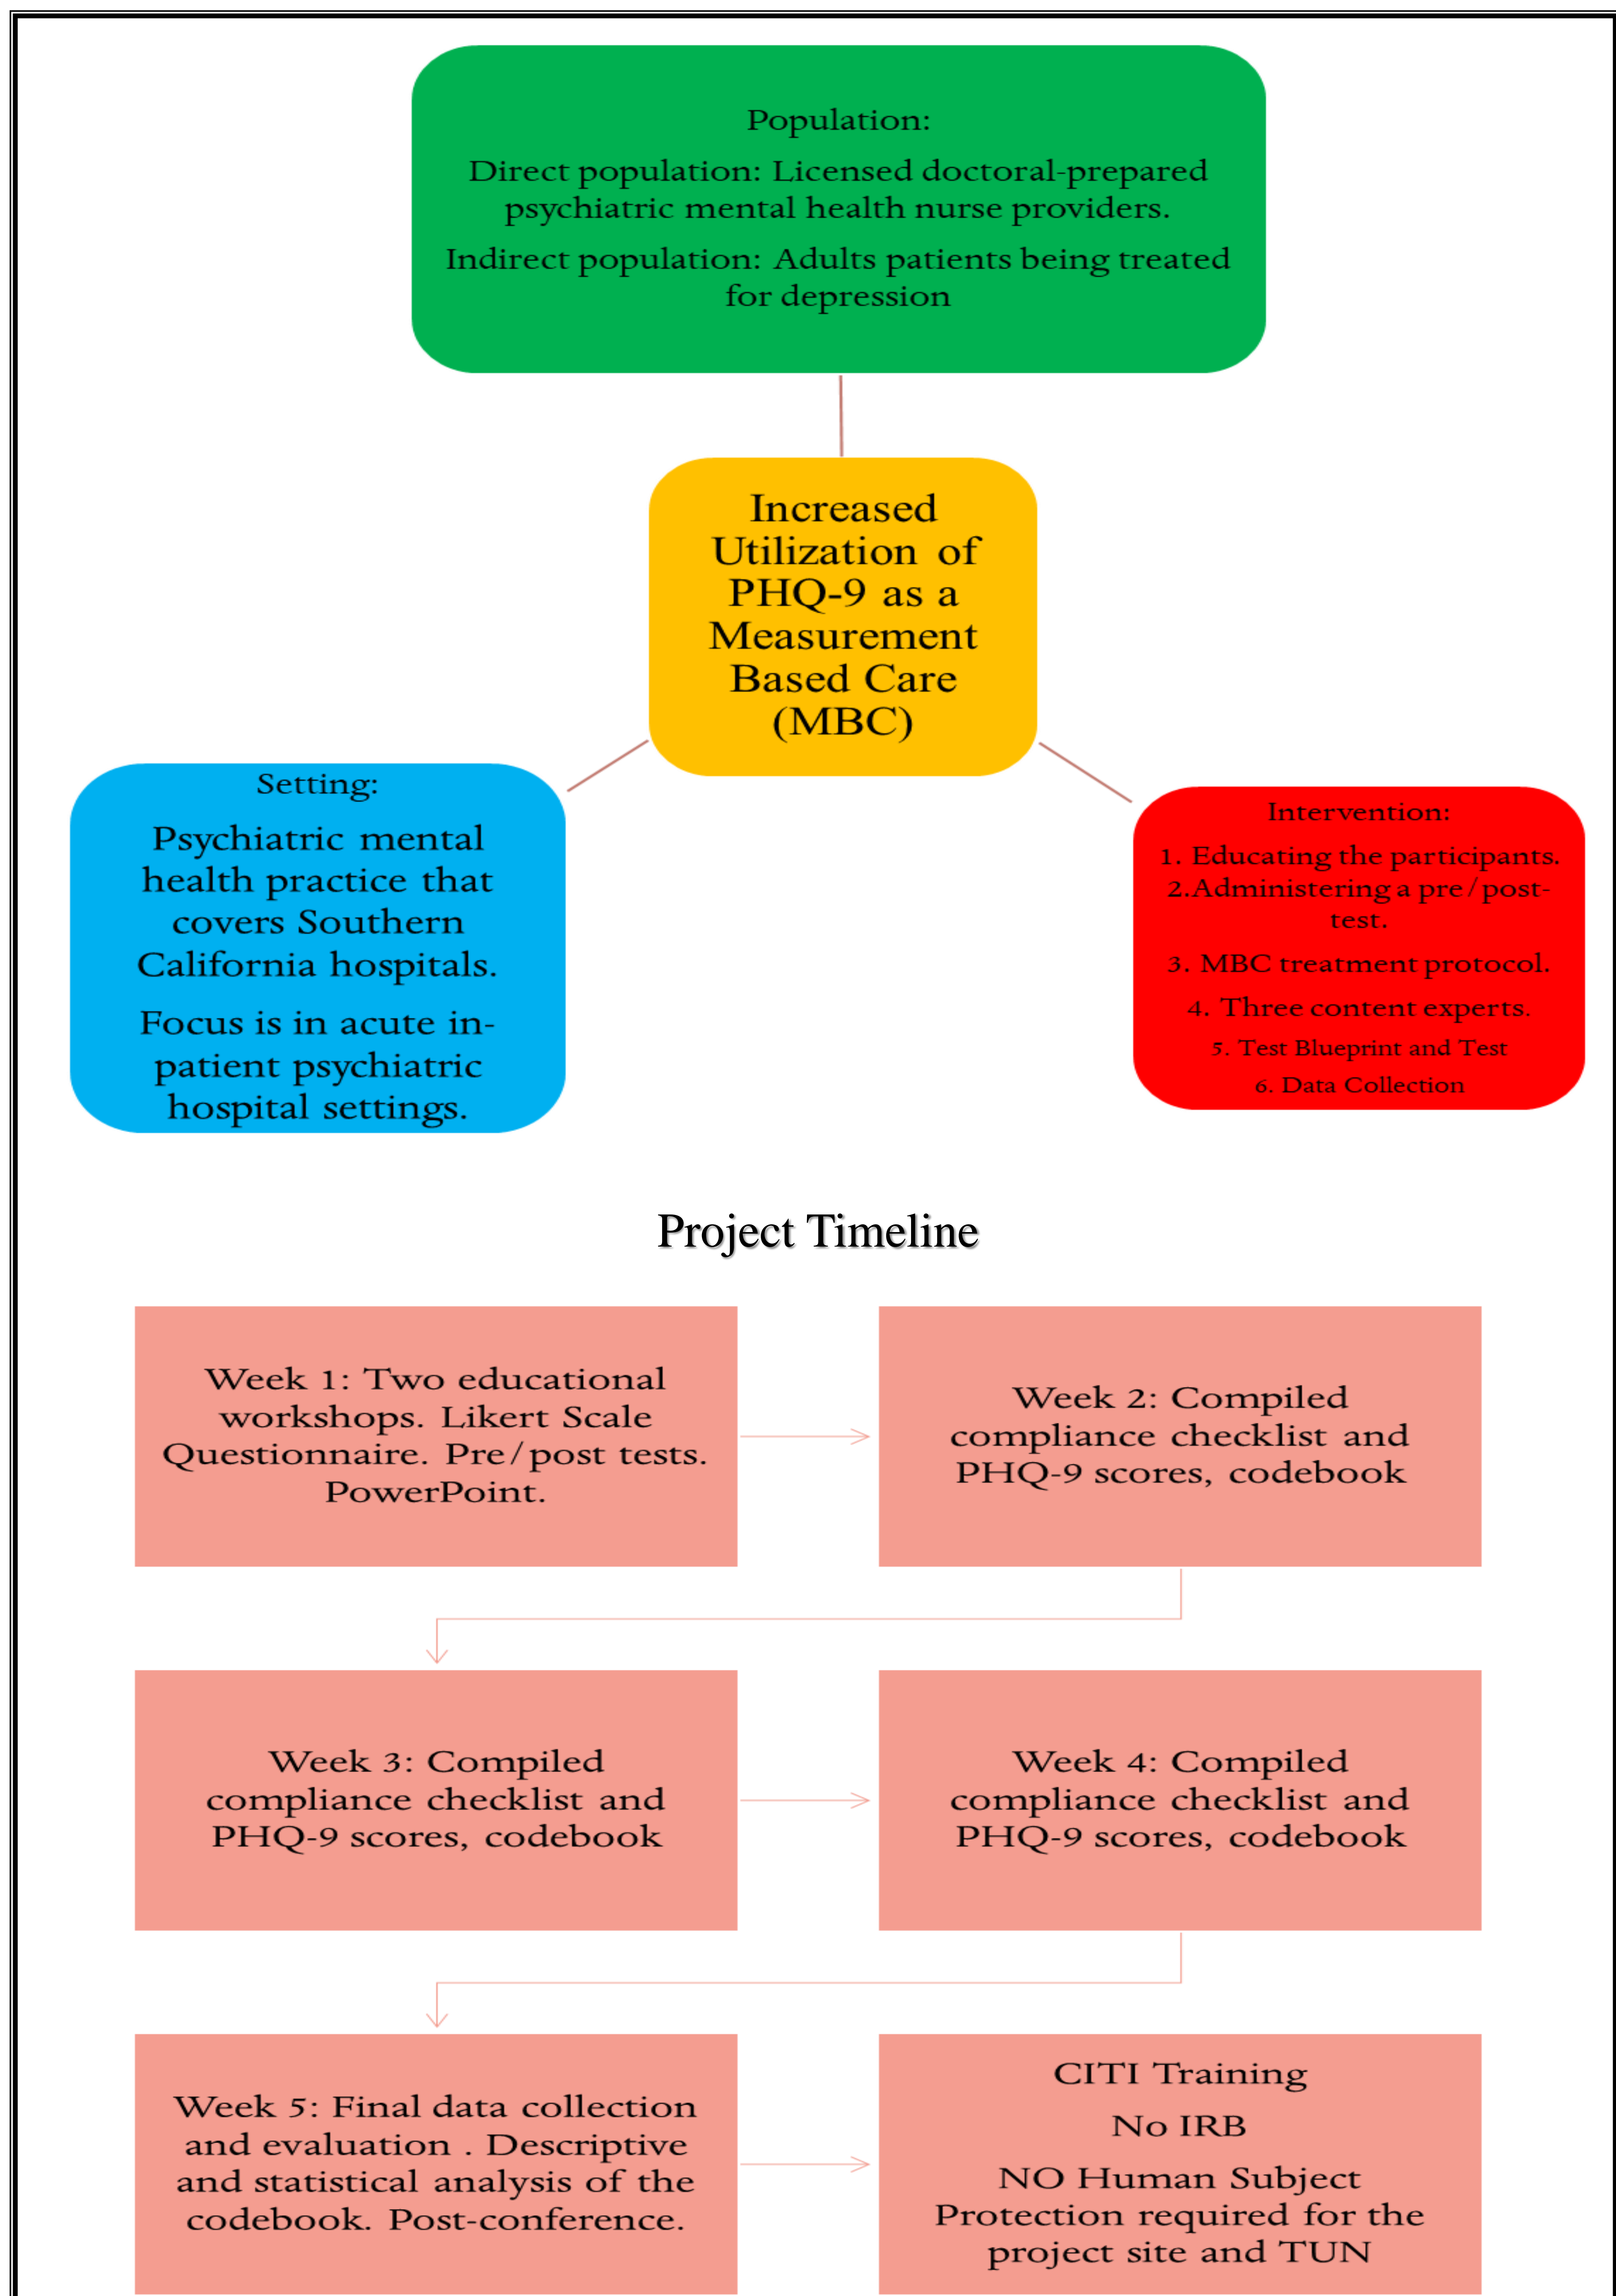 Population:
Direct population: Licensed doctoral-prepared
psychiatric mental health nurse providers.
Indirect population: Adults patients being treated
for depression
Increased
Utilization of
PHQ-9 as a
Measurement
Based Care
(MBC)
Setting:
Psychiatric mental
health practice that
covers Southern
California hospitals.
Focus is in acute in-
patient psychiatric
hospital settings.
Intervention:
1. Educating the participants.
2.Administering a pre/post-
test.
3. MBC treatment protocol.
4. Three content experts.
5. Test Blueprint and Test
6. Data Collection
Project Timeline
Week 1: Two educational
workshops. Likert Scale
Questionnaire. Pre/post tests.
PowerPoint.
Week 2: Compiled
compliance checklist and
PHQ-9 scores, codebook
Week 3: Compiled
compliance checklist and
PHQ-9 scores, codebook
Week 4: Compiled
compliance checklist and
PHQ-9 scores, codebook
Week 5: Final data collection
and evaluation . Descriptive
and statistical analysis of the
codebook. Post-conference.
CITI Training
No IRB
NO Human Subject
Protection required for the
project site and TUN